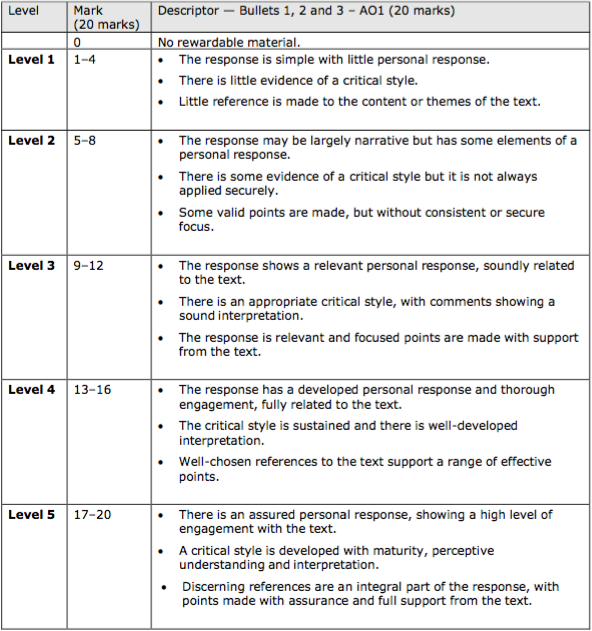 Level Mark Descriptor — Bullets 1, 2 and 3 – AO1 (20 marks)
(20 marks)
0 No rewardable material.
Level 1 1–4 • The response is simple with little personal response.
• There is little evidence of a critical style.
• Little reference is made to the content or themes of the text.
Level 2 5–8 • The response may be largely narrative but has some elements of a
personal response.
• There is some evidence of a critical style but it is not always
applied securely.
• Some valid points are made, but without consistent or secure
focus.
Level 3 9–12 • The response shows a relevant personal response, soundly related
to the text.
• There is an appropriate critical style, with comments showing a
sound interpretation.
• The response is relevant and focused points are made with support
from the text.
Level 4 13–16 • The response has a developed personal response and thorough
engagement, fully related to the text.
• The critical style is sustained and there is well-developed
interpretation.
• Well-chosen references to the text support a range of effective
points.
Level 5 17–20 • There is an assured personal response, showing a high level of
engagement with the text.
• A critical style is developed with maturity, perceptive
understanding and interpretation.
• Discerning references are an integral part of the response, with
points made with assurance and full support from the text.